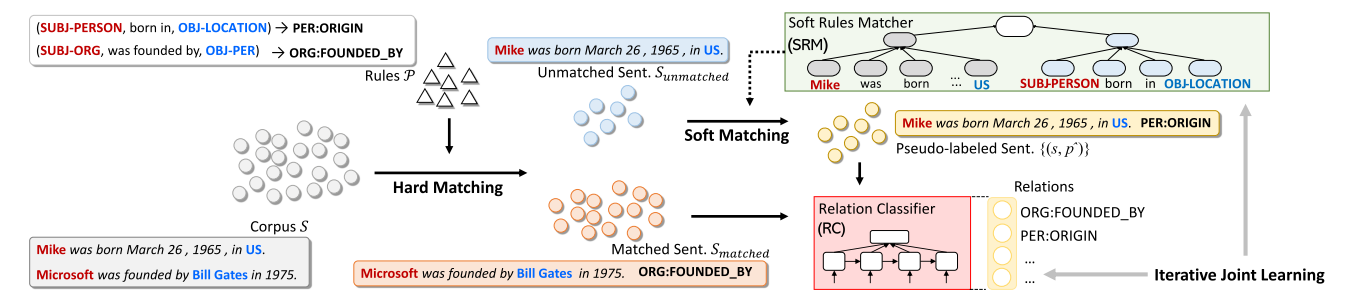 (SUBJ-PERSON, born in, OBJ-LOCATION) → PER:ORIGIN
(SUBJ-ORG, was founded by, OBJ-PER) → ORG:FOUNDED_BY
Rules 𝒫
Mike was born March 26 , 1965 , in US.
Unmatched Sent. S_unmatched
Soft Rules Matcher
(SRM)
Mike was born ... US
SUBJ-PERSON born in OBJ-LOCATION
Soft Matching
Mike was born March 26 , 1965 , in US. PER:ORIGIN
Pseudo-labeled Sent. {(s, p̂)}
Hard Matching
Corpus S
Mike was born March 26 , 1965 , in US.
Microsoft was founded by Bill Gates in 1975.
Matched Sent. S_matched
Microsoft was founded by Bill Gates in 1975. ORG:FOUNDED_BY
Relation Classifier
(RC)
Relations
ORG:FOUNDED_BY
PER:ORIGIN
...
...
Iterative Joint Learning